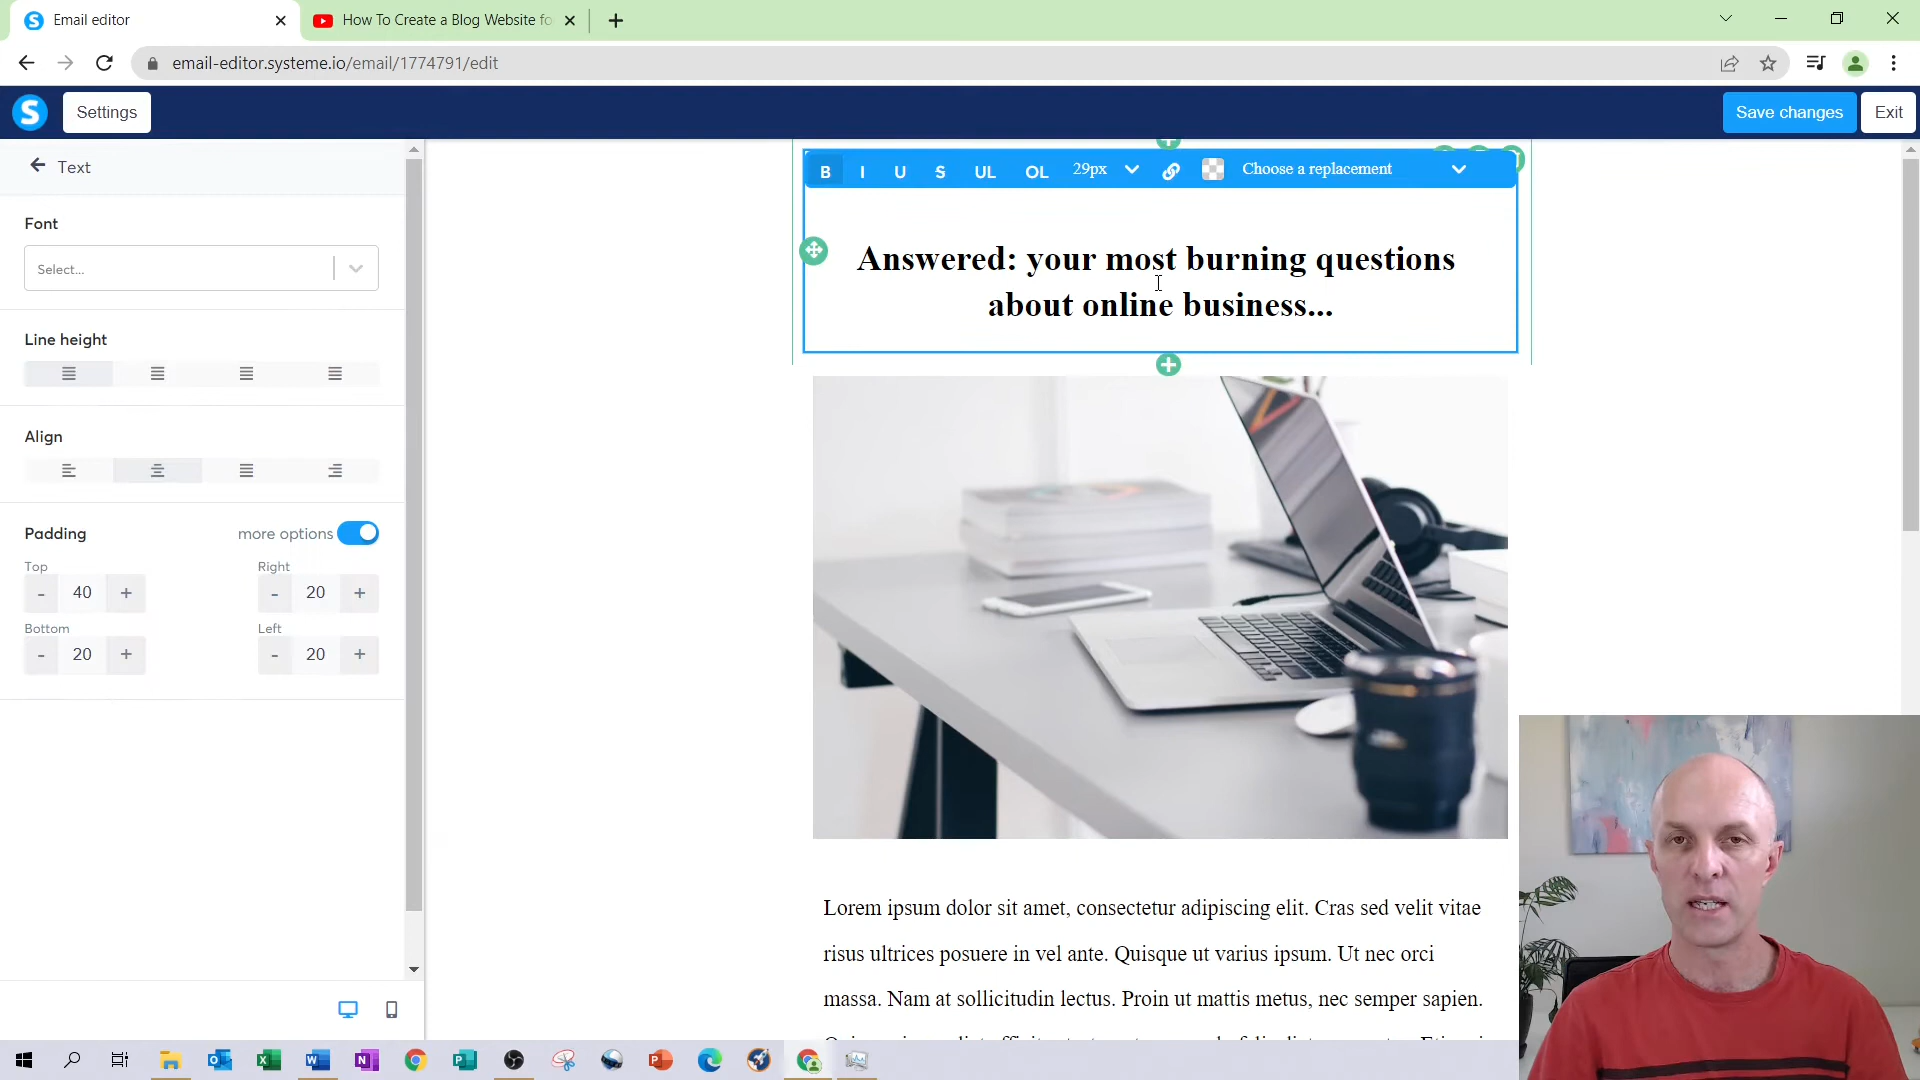 Email editor
How To Create a Blog Website fo
email-editor.systeme.io/email/1774791/edit
Settings
Save changes
Exit
Text
B I U S UL OL 29px Choose a replacement
Font
Select...
Answered: your most burning questions
about online business...
Line height
Align
Padding
more options
Top
Right
- 40 +
- 20 +
Bottom
Left
- 20 +
- 20 +
Lorem ipsum dolor sit amet, consectetur adipiscing elit. Cras sed velit vitae
risus ultrices posuere in vel ante. Quisque ut varius ipsum. Ut nec orci
massa. Nam at sollicitudin lectus. Proin ut mattis metus, nec semper sapien.